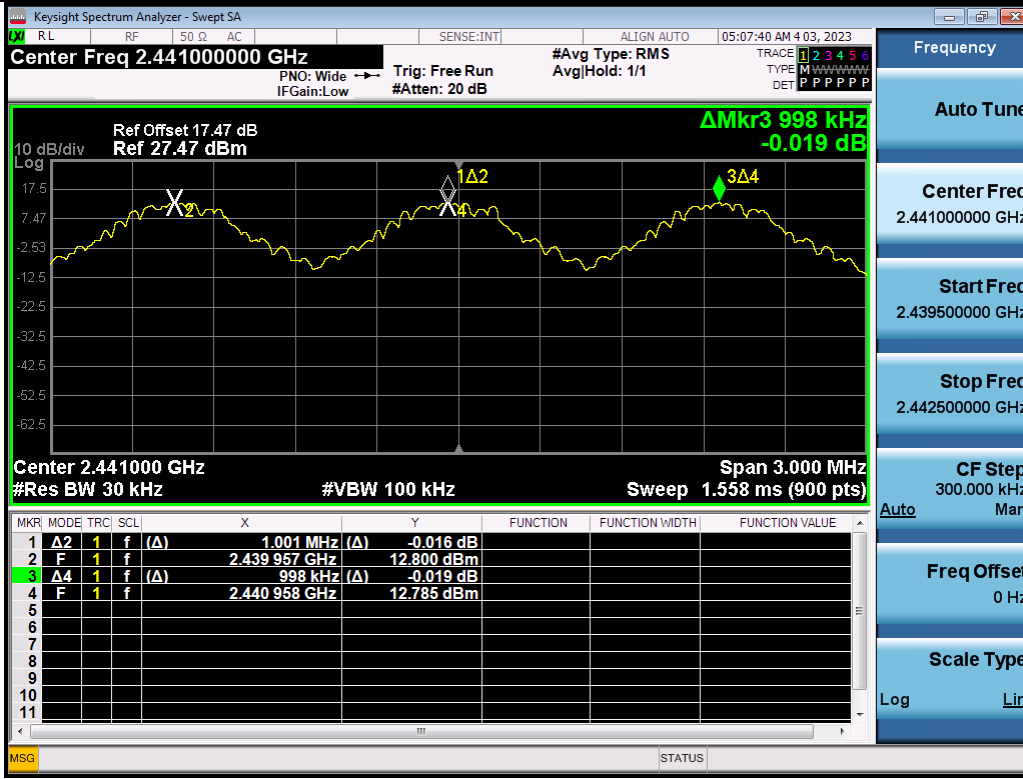 Keysight Spectrum Analyzer - Swept SA
LXI RL RF 50 Ω AC SENSE:INT ALIGN AUTO 05:07:40 AM 4 03, 2023
Center Freq 2.441000000 GHz
#Avg Type: RMS
TRACE 1 2 3 4 5 6
PNO: Wide
Trig: Free Run
Avg|Hold: 1/1
TYPE M W W W W W
IFGain:Low
#Atten: 20 dB
DET P P P P P P
ΔMkr3 998 kHz
-0.019 dB
Ref Offset 17.47 dB
10 dB/div
Ref 27.47 dBm
Log
1Δ2
3Δ4
17.5
2
4
7.47
-2.53
-12.5
-22.5
-32.5
-42.5
-52.5
-62.5
Center 2.441000 GHz
Span 3.000 MHz
#Res BW 30 kHz
#VBW 100 kHz
Sweep 1.558 ms (900 pts)
MKR MODE TRC SCL X Y FUNCTION FUNCTION WIDTH FUNCTION VALUE
1 Δ2 1 f (Δ) 1.001 MHz (Δ) -0.016 dB
2 F 1 f 2.439 957 GHz 12.800 dBm
3 Δ4 1 f (Δ) 998 kHz (Δ) -0.019 dB
4 F 1 f 2.440 958 GHz 12.785 dBm
5
6
7
8
9
10
11
MSG
STATUS
Frequency
Auto Tune
Center Freq
2.441000000 GHz
Start Freq
2.439500000 GHz
Stop Freq
2.442500000 GHz
CF Step
300.000 kHz
Auto Man
Freq Offset
0 Hz
Scale Type
Log Lin